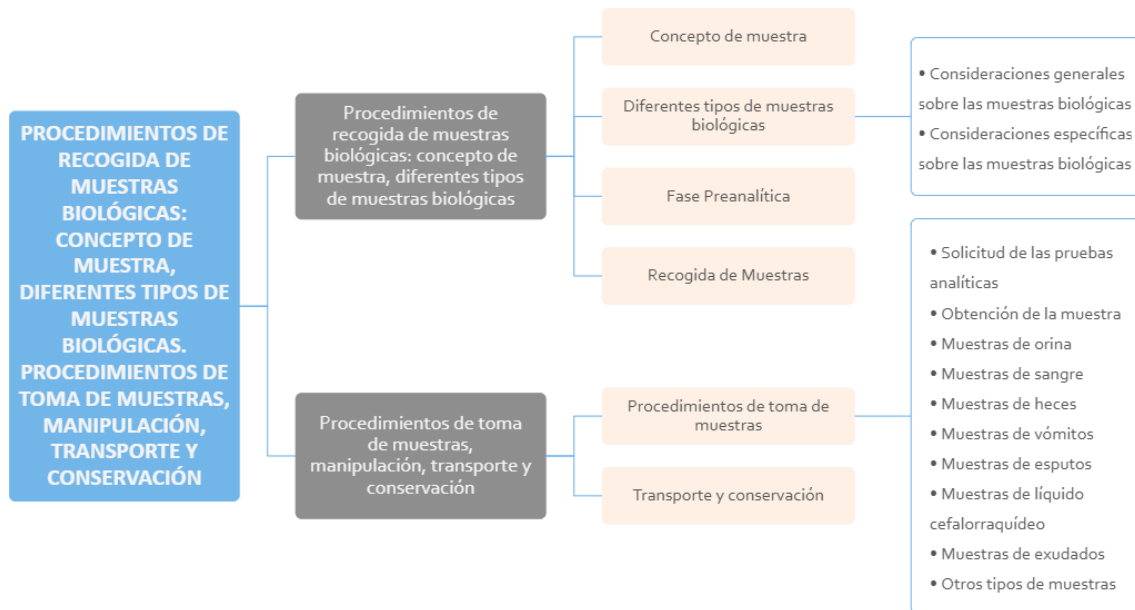 PROCEDIMIENTOS DE
RECOGIDA DE
MUESTRAS
BIOLÓGICAS:
CONCEPTO DE
MUESTRA,
DIFERENTES TIPOS DE
MUESTRAS
BIOLÓGICAS.
PROCEDIMIENTOS DE
TOMA DE MUESTRAS,
MANIPULACIÓN,
TRANSPORTE Y
CONSERVACIÓN
Procedimientos de
recogida de muestras
biológicas: concepto de
muestra, diferentes tipos
de muestras biológicas
Concepto de muestra
Diferentes tipos de muestras
biológicas
• Consideraciones generales
sobre las muestras biológicas
• Consideraciones específicas
sobre las muestras biológicas
Fase Preanalítica
Recogida de Muestras
Procedimientos de toma
de muestras,
manipulación, transporte y
conservación
Procedimientos de toma de
muestras
• Solicitud de las pruebas
analíticas
• Obtención de la muestra
• Muestras de orina
• Muestras de sangre
• Muestras de heces
• Muestras de vómitos
• Muestras de esputos
• Muestras de líquido
cefalorraquídeo
• Muestras de exudados
• Otros tipos de muestras
Transporte y conservación